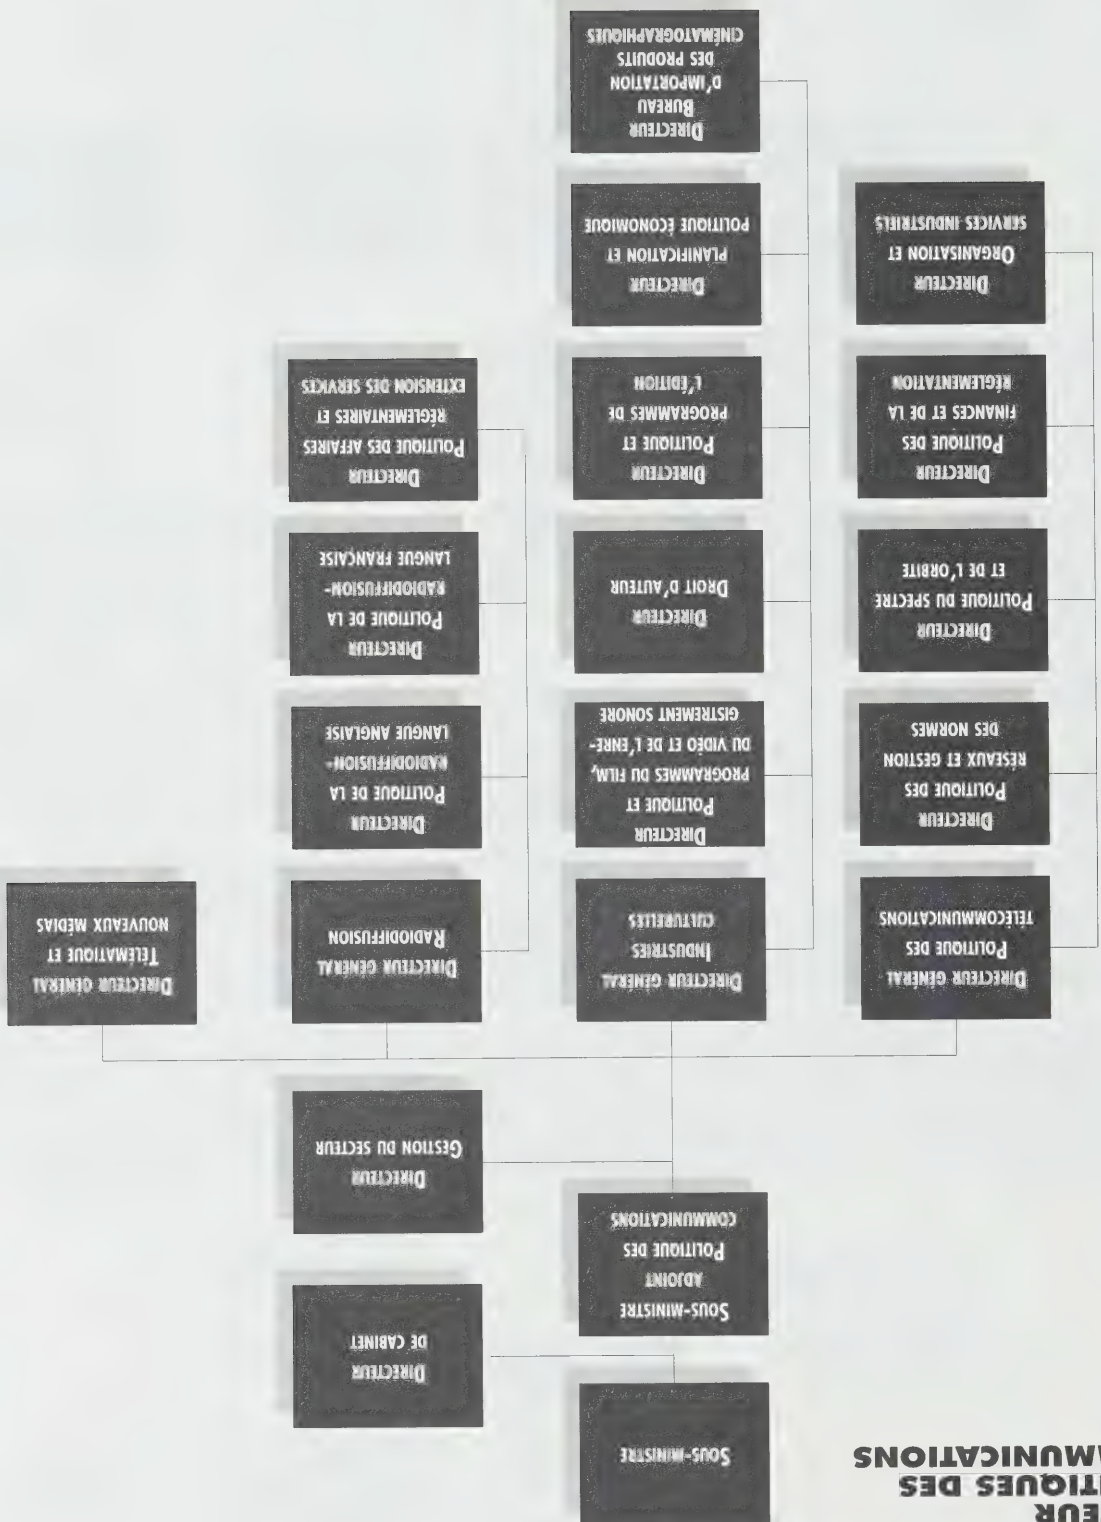 EUR
TIQUES DES
MMUNICATIONS
SOUS-MINISTRE
DIRECTEUR
DE CABINET
SOUS-MINISTRE
ADJOINT
POLITIQUE DES
COMMUNICATIONS
DIRECTEUR
GESTION DU SECTEUR
DIRECTEUR GÉNÉRAL
POLITIQUE DES
TÉLÉCOMMUNICATIONS
DIRECTEUR
POLITIQUE DES
RÉSEAUX ET GESTION
DES NORMES
DIRECTEUR
POLITIQUE DU SPECTRE
ET DE L'ORBITE
DIRECTEUR
POLITIQUE DES
FINANCES ET DE LA
RÉGLEMENTATION
DIRECTEUR
ORGANISATION ET
SERVICES INDUSTRIELS
DIRECTEUR GÉNÉRAL
INDUSTRIES
CULTURELLES
DIRECTEUR
POLITIQUE ET
PROGRAMMES DU FILM,
DU VIDÉO ET DE L'ENRE-
GISTREMENT SONORE
DIRECTEUR
DROIT D'AUTEUR
DIRECTEUR
POLITIQUE ET
PROGRAMMES DE
L'ÉDITION
DIRECTEUR
PLANIFICATION ET
POLITIQUE ÉCONOMIQUE
DIRECTEUR
BUREAU
D'IMPORTATION
DES PRODUITS
CINÉMATOGRAPHIQUES
DIRECTEUR GÉNÉRAL
RADIODIFFUSION
DIRECTEUR
POLITIQUE DE LA
RADIODIFFUSION-
LANGUE ANGLAISE
DIRECTEUR
POLITIQUE DE LA
RADIODIFFUSION-
LANGUE FRANÇAISE
DIRECTEUR
POLITIQUE DES AFFAIRES
RÉGLEMENTAIRES ET
EXTENSION DES SERVICES
DIRECTEUR GÉNÉRAL
TÉLÉMATIQUE ET
NOUVEAUX MÉDIAS